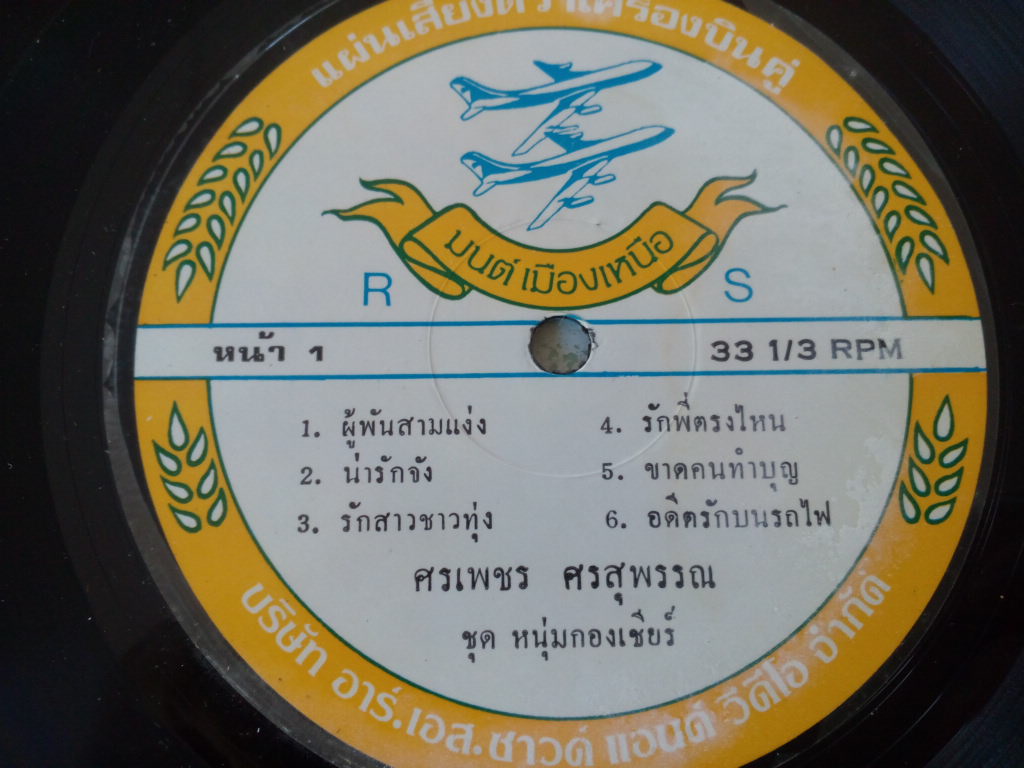 แผ่นเสียงตราเครื่องบินคู่
มนต์เมืองเหนือ
R S
หน้า 1 33 1/3 RPM
1. ผู้พันสามแง่ง
2. น่ารักจัง
3. รักสาวชาวทุ่ง
4. รักพี่ตรงไหน
5. ขาดคนทำบุญ
6. อดีตรักบนรถไฟ
ศรเพชร ศรสุพรรณ
ชุด หนุ่มกองเชียร์
บริษัท อาร์.เอส.ซาวด์ แอนด์ วีดีโอ จำกัด